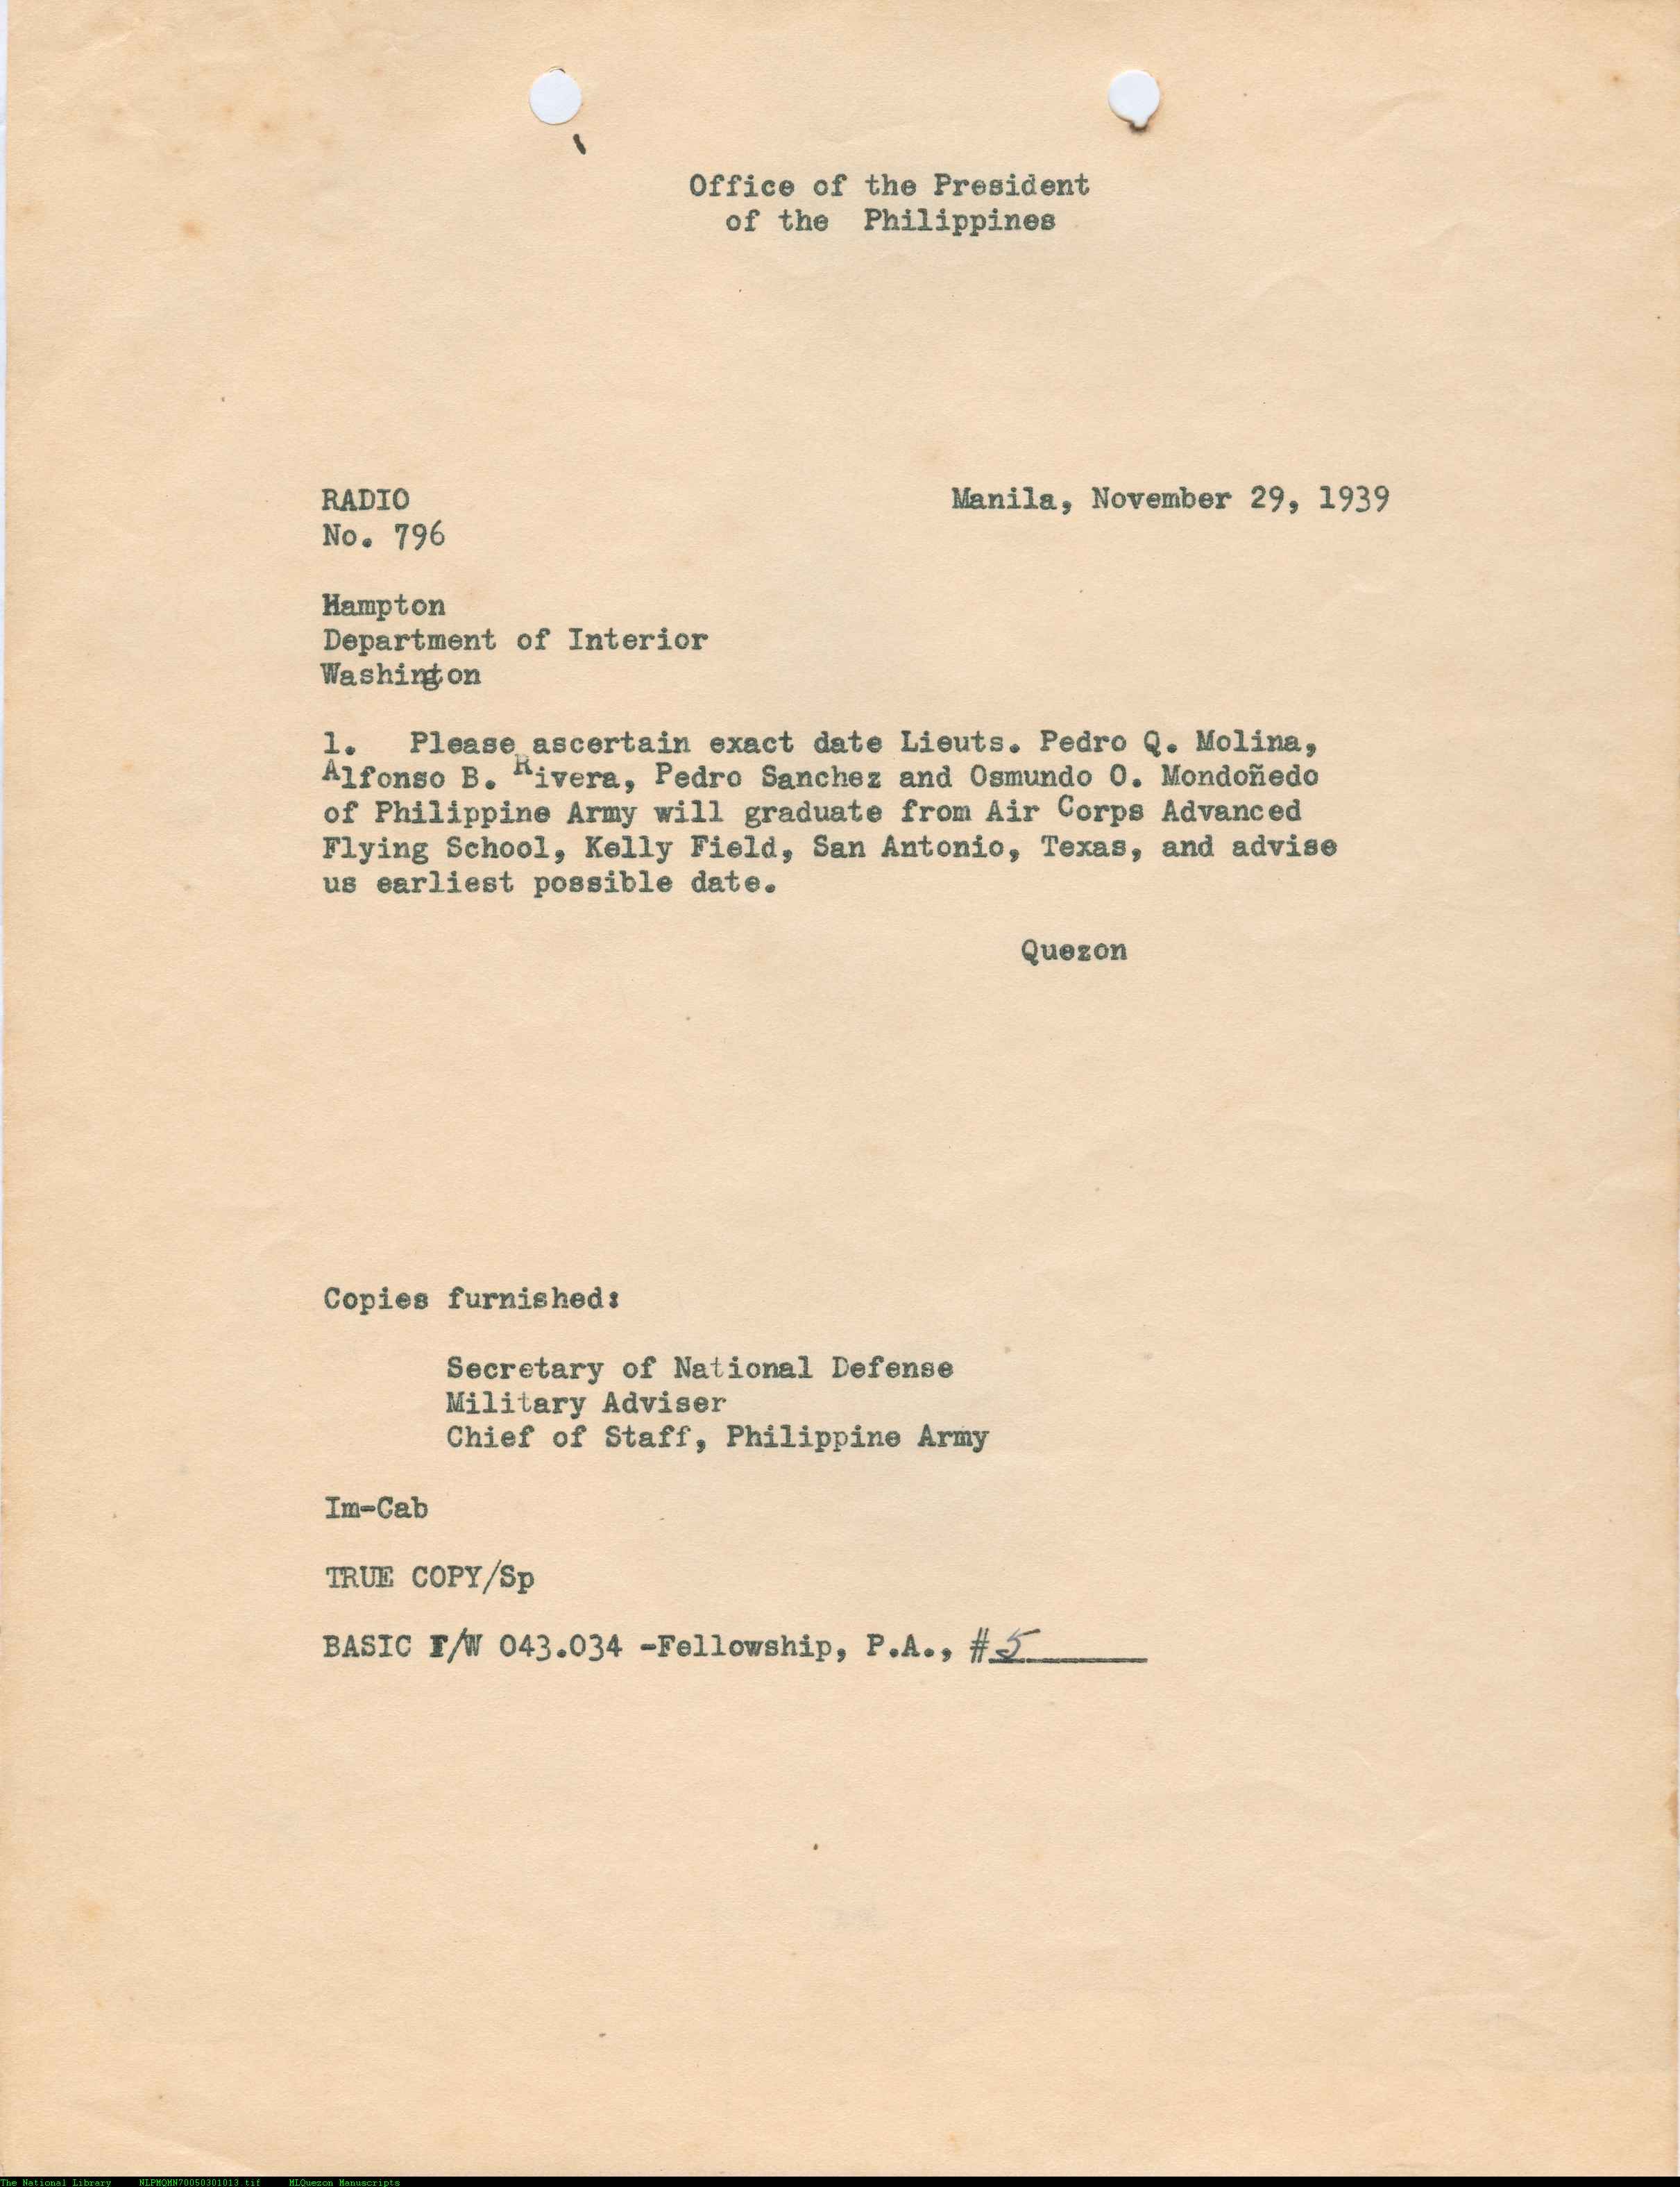 Office of the President
of the Philippines
RADIO
No. 796
Manila, November 29, 1939
Hampton
Department of Interior
Washington
1. Please ascertain exact date Lieuts. Pedro Q. Molina,
Alfonso B. Rivera, Pedro Sanchez and Osmundo O. Mondoñedo
of Philippine Army will graduate from Air Corps Advanced
Flying School, Kelly Field, San Antonio, Texas, and advise
us earliest possible date.
Quezon
Copies furnished:
Secretary of National Defense
Military Adviser
Chief of Staff, Philippine Army
Im-Cab
TRUE COPY/Sp
BASIC F/W 043.034 -Fellowship, P.A., #5
The National Library NLPMQMN70050301013.tif MLQuezon Manuscripts